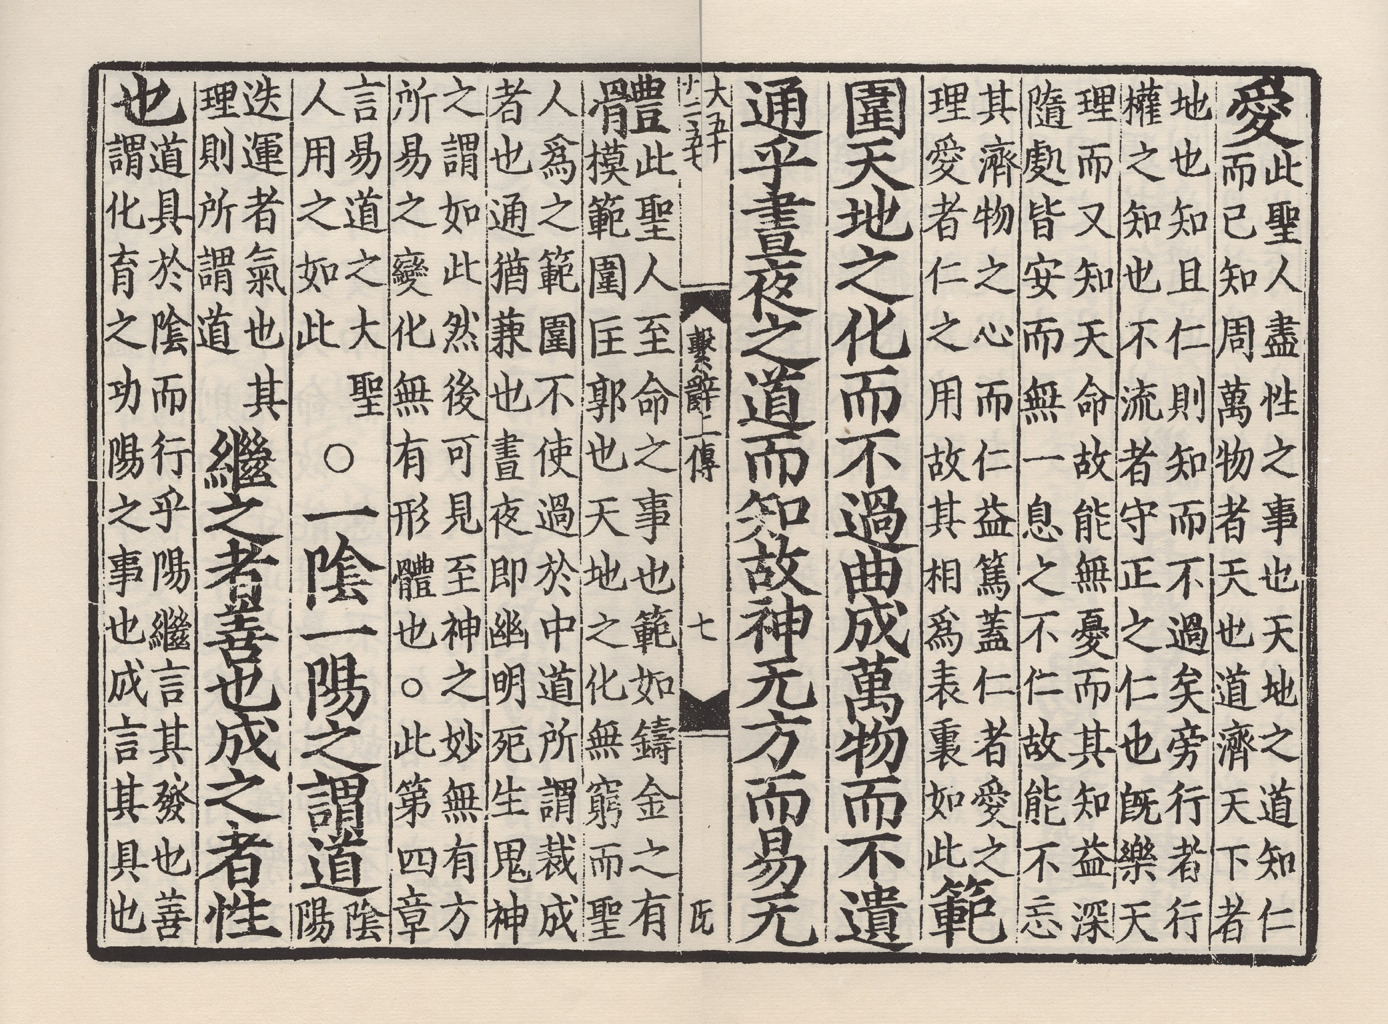 愛
此聖人盡性之事也天地之道知仁
而已知周萬物者天也道濟天下者
地也知且仁則知而不過矣旁行者行
權之知也不流者守正之仁也旣樂天
理而又知天命故能無憂而其知益深
隨處皆安而無一息之不仁故能不忘
其濟物之心而仁益篤蓋仁者愛之
理愛者仁之用故其相爲表裏如此
範
圍天地之化而不過曲成萬物而不遺
通乎晝夜之道而知故神无方而易无
大五十
繫辭上傳
七
氏
體
此聖人至命之事也範如鑄金之有
模範圍匡郭也天地之化無窮而聖
人爲之範圍不使過於中道所謂裁成
者也通猶兼也晝夜即幽明死生鬼神
之謂如此然後可見至神之妙無有方
所易之變化無有形體也○此第四章
言易道之大聖
人用之如此
○一陰一陽之謂道
陰
陽
迭運者氣也其
理則所謂道
繼之者善也成之者性
也
道具於陰而行乎陽繼言其發也善
謂化育之功陽之事也成言其具也